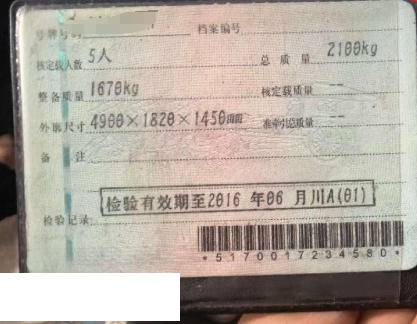 号牌号码 档案编号
核定载人数 5人 总质量 2100kg
整备质量 1670kg 核定载质量 --
外廓尺寸 4900×1820×1450㎜ 准牵引总质量 --
备注
检验记录 检验有效期至2016年06月川A(01)
*5170017234580*